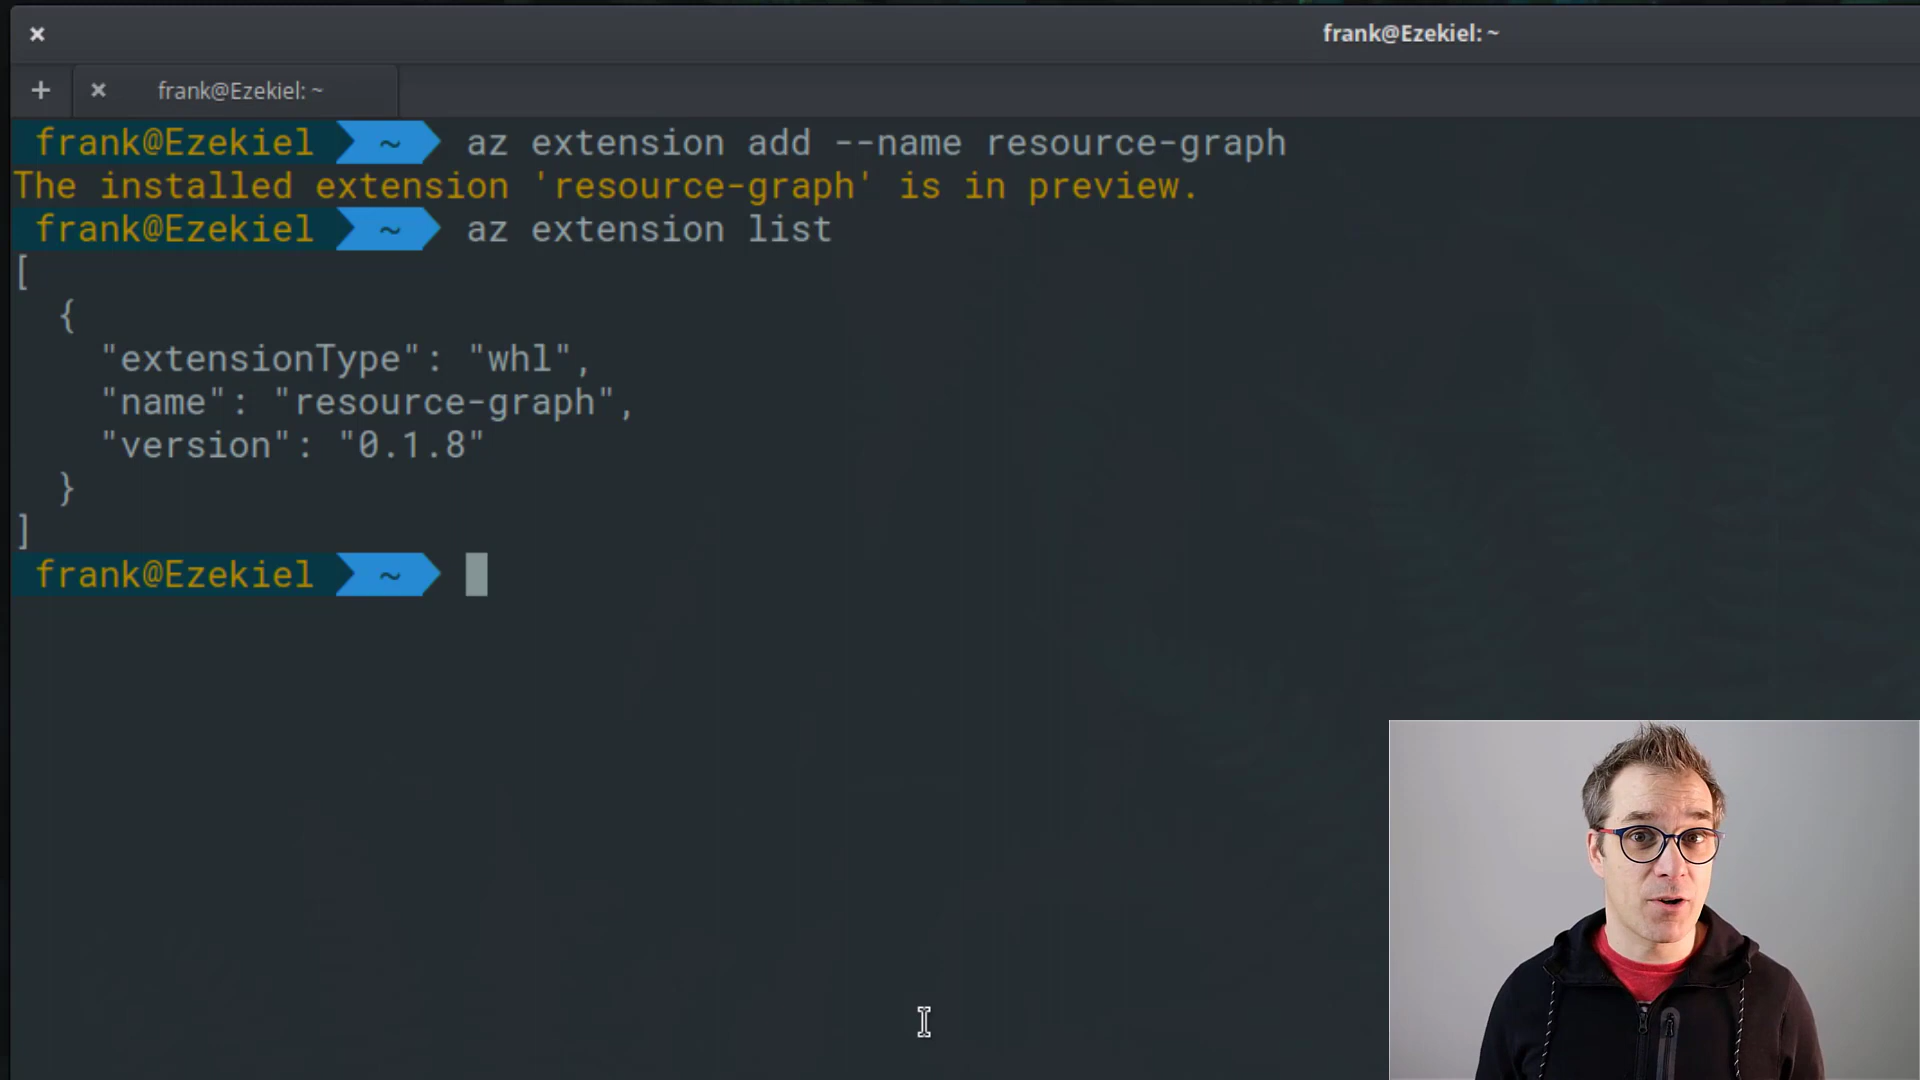 frank@Ezekiel: ~
frank@Ezekiel: ~
frank@Ezekiel ~ az extension add --name resource-graph
The installed extension 'resource-graph' is in preview.
frank@Ezekiel ~ az extension list
[
  {
    "extensionType": "whl",
    "name": "resource-graph",
    "version": "0.1.8"
  }
]
frank@Ezekiel ~